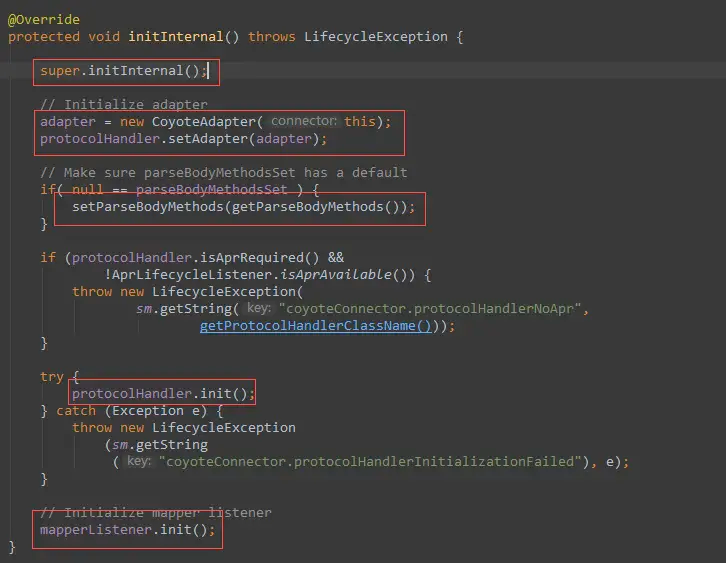 @Override
protected void initInternal() throws LifecycleException {
super.initInternal();
// Initialize adapter
adapter = new CoyoteAdapter( connector: this);
protocolHandler.setAdapter(adapter);
// Make sure parseBodyMethodsSet has a default
if( null == parseBodyMethodsSet ) {
setParseBodyMethods(getParseBodyMethods());
}
if (protocolHandler.isAprRequired() &&
!AprLifecycleListener.isAprAvailable()) {
throw new LifecycleException(
sm.getString( key: "coyoteConnector.protocolHandlerNoApr",
getProtocolHandlerClassName()));
}
try {
protocolHandler.init();
} catch (Exception e) {
throw new LifecycleException
(sm.getString
( key: "coyoteConnector.protocolHandlerInitializationFailed"), e);
}
// Initialize mapper listener
mapperListener.init();
}